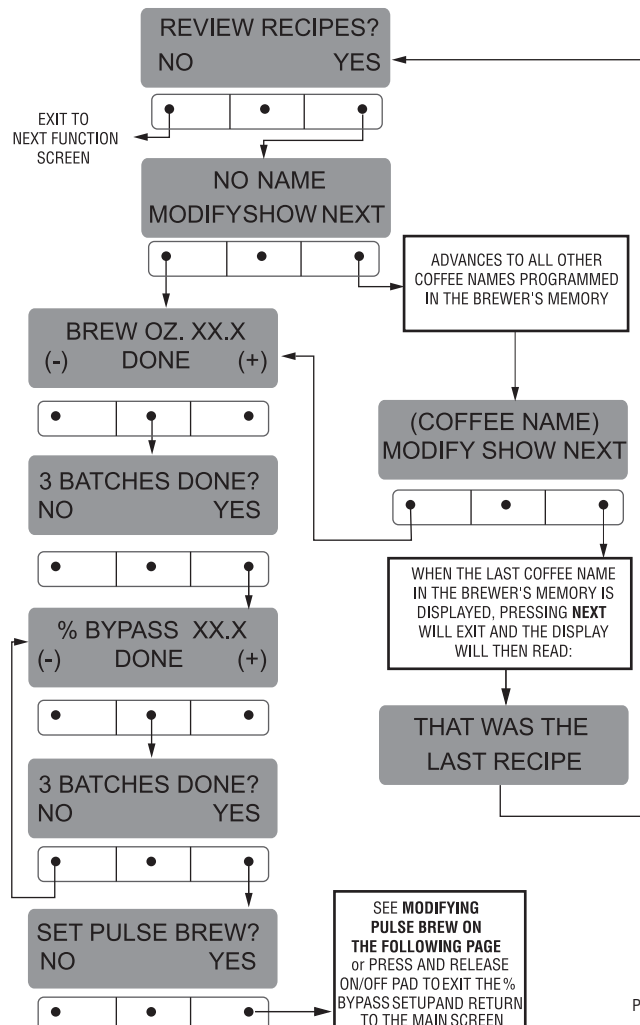 REVIEW RECIPES?
NO YES
EXIT TO
NEXT FUNCTION
SCREEN
NO NAME
MODIFYSHOW NEXT
ADVANCES TO ALL OTHER
COFFEE NAMES PROGRAMMED
IN THE BREWER'S MEMORY
BREW OZ. XX.X
(-) DONE (+)
(COFFEE NAME)
MODIFY SHOW NEXT
3 BATCHES DONE?
NO YES
WHEN THE LAST COFFEE NAME
IN THE BREWER'S MEMORY IS
DISPLAYED, PRESSING NEXT
WILL EXIT AND THE DISPLAY
WILL THEN READ:
% BYPASS XX.X
(-) DONE (+)
THAT WAS THE
LAST RECIPE
3 BATCHES DONE?
NO YES
SET PULSE BREW?
NO YES
SEE MODIFYING
PULSE BREW ON
THE FOLLOWING PAGE
or PRESS AND RELEASE
ON/OFF PAD TO EXIT THE %
BYPASS SETUPAND RETURN
TO THE MAIN SCREEN
P